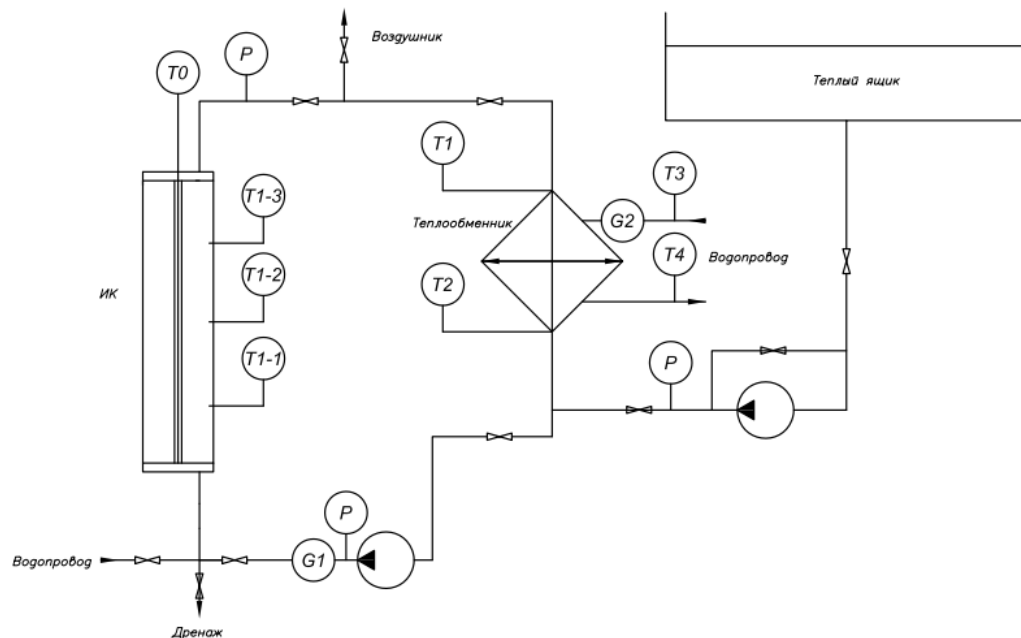 Воздушник
P
T0
Теплый ящик
T1
T3
T1-3
Теплообменник
G2
T4
Водопровод
T1-2
ИК
T2
T1-1
P
P
Водопровод
G1
Дренаж